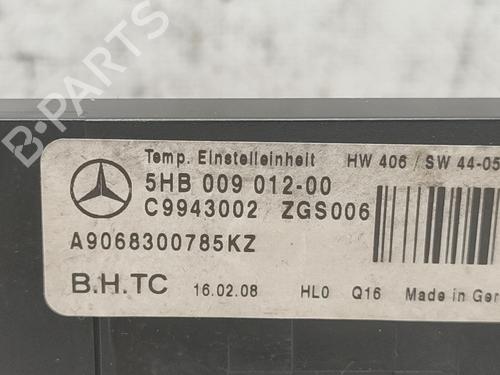 B-PARTS
Temp. Einstelleinheit HW 406 / SW 44-05
5HB 009 012-00
C9943002 ZGS006
A9068300785KZ
B.H.TC 16.02.08 HL0 Q16 Made in Ger